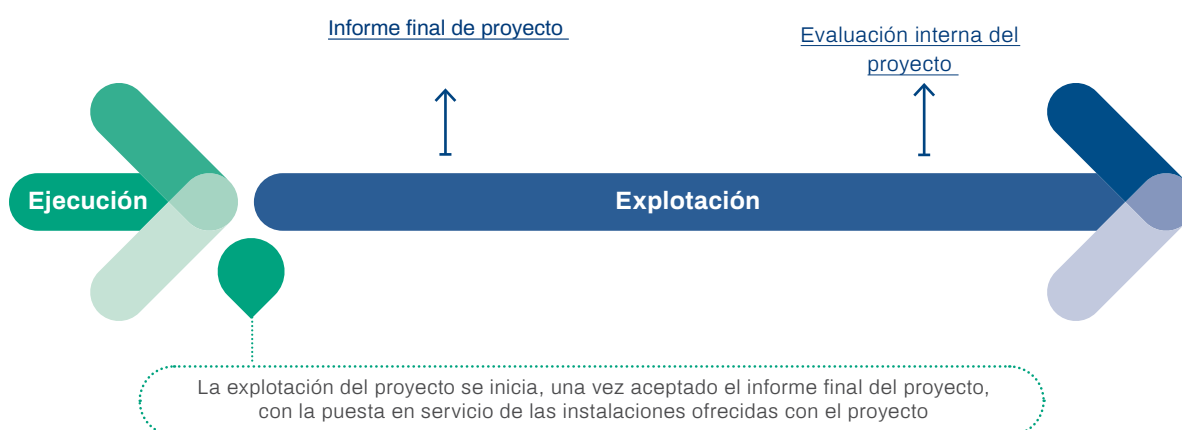 Informe final de proyecto
Evaluación interna del
proyecto
Ejecución
Explotación
La explotación del proyecto se inicia, una vez aceptado el informe final del proyecto,
con la puesta en servicio de las instalaciones ofrecidas con el proyecto